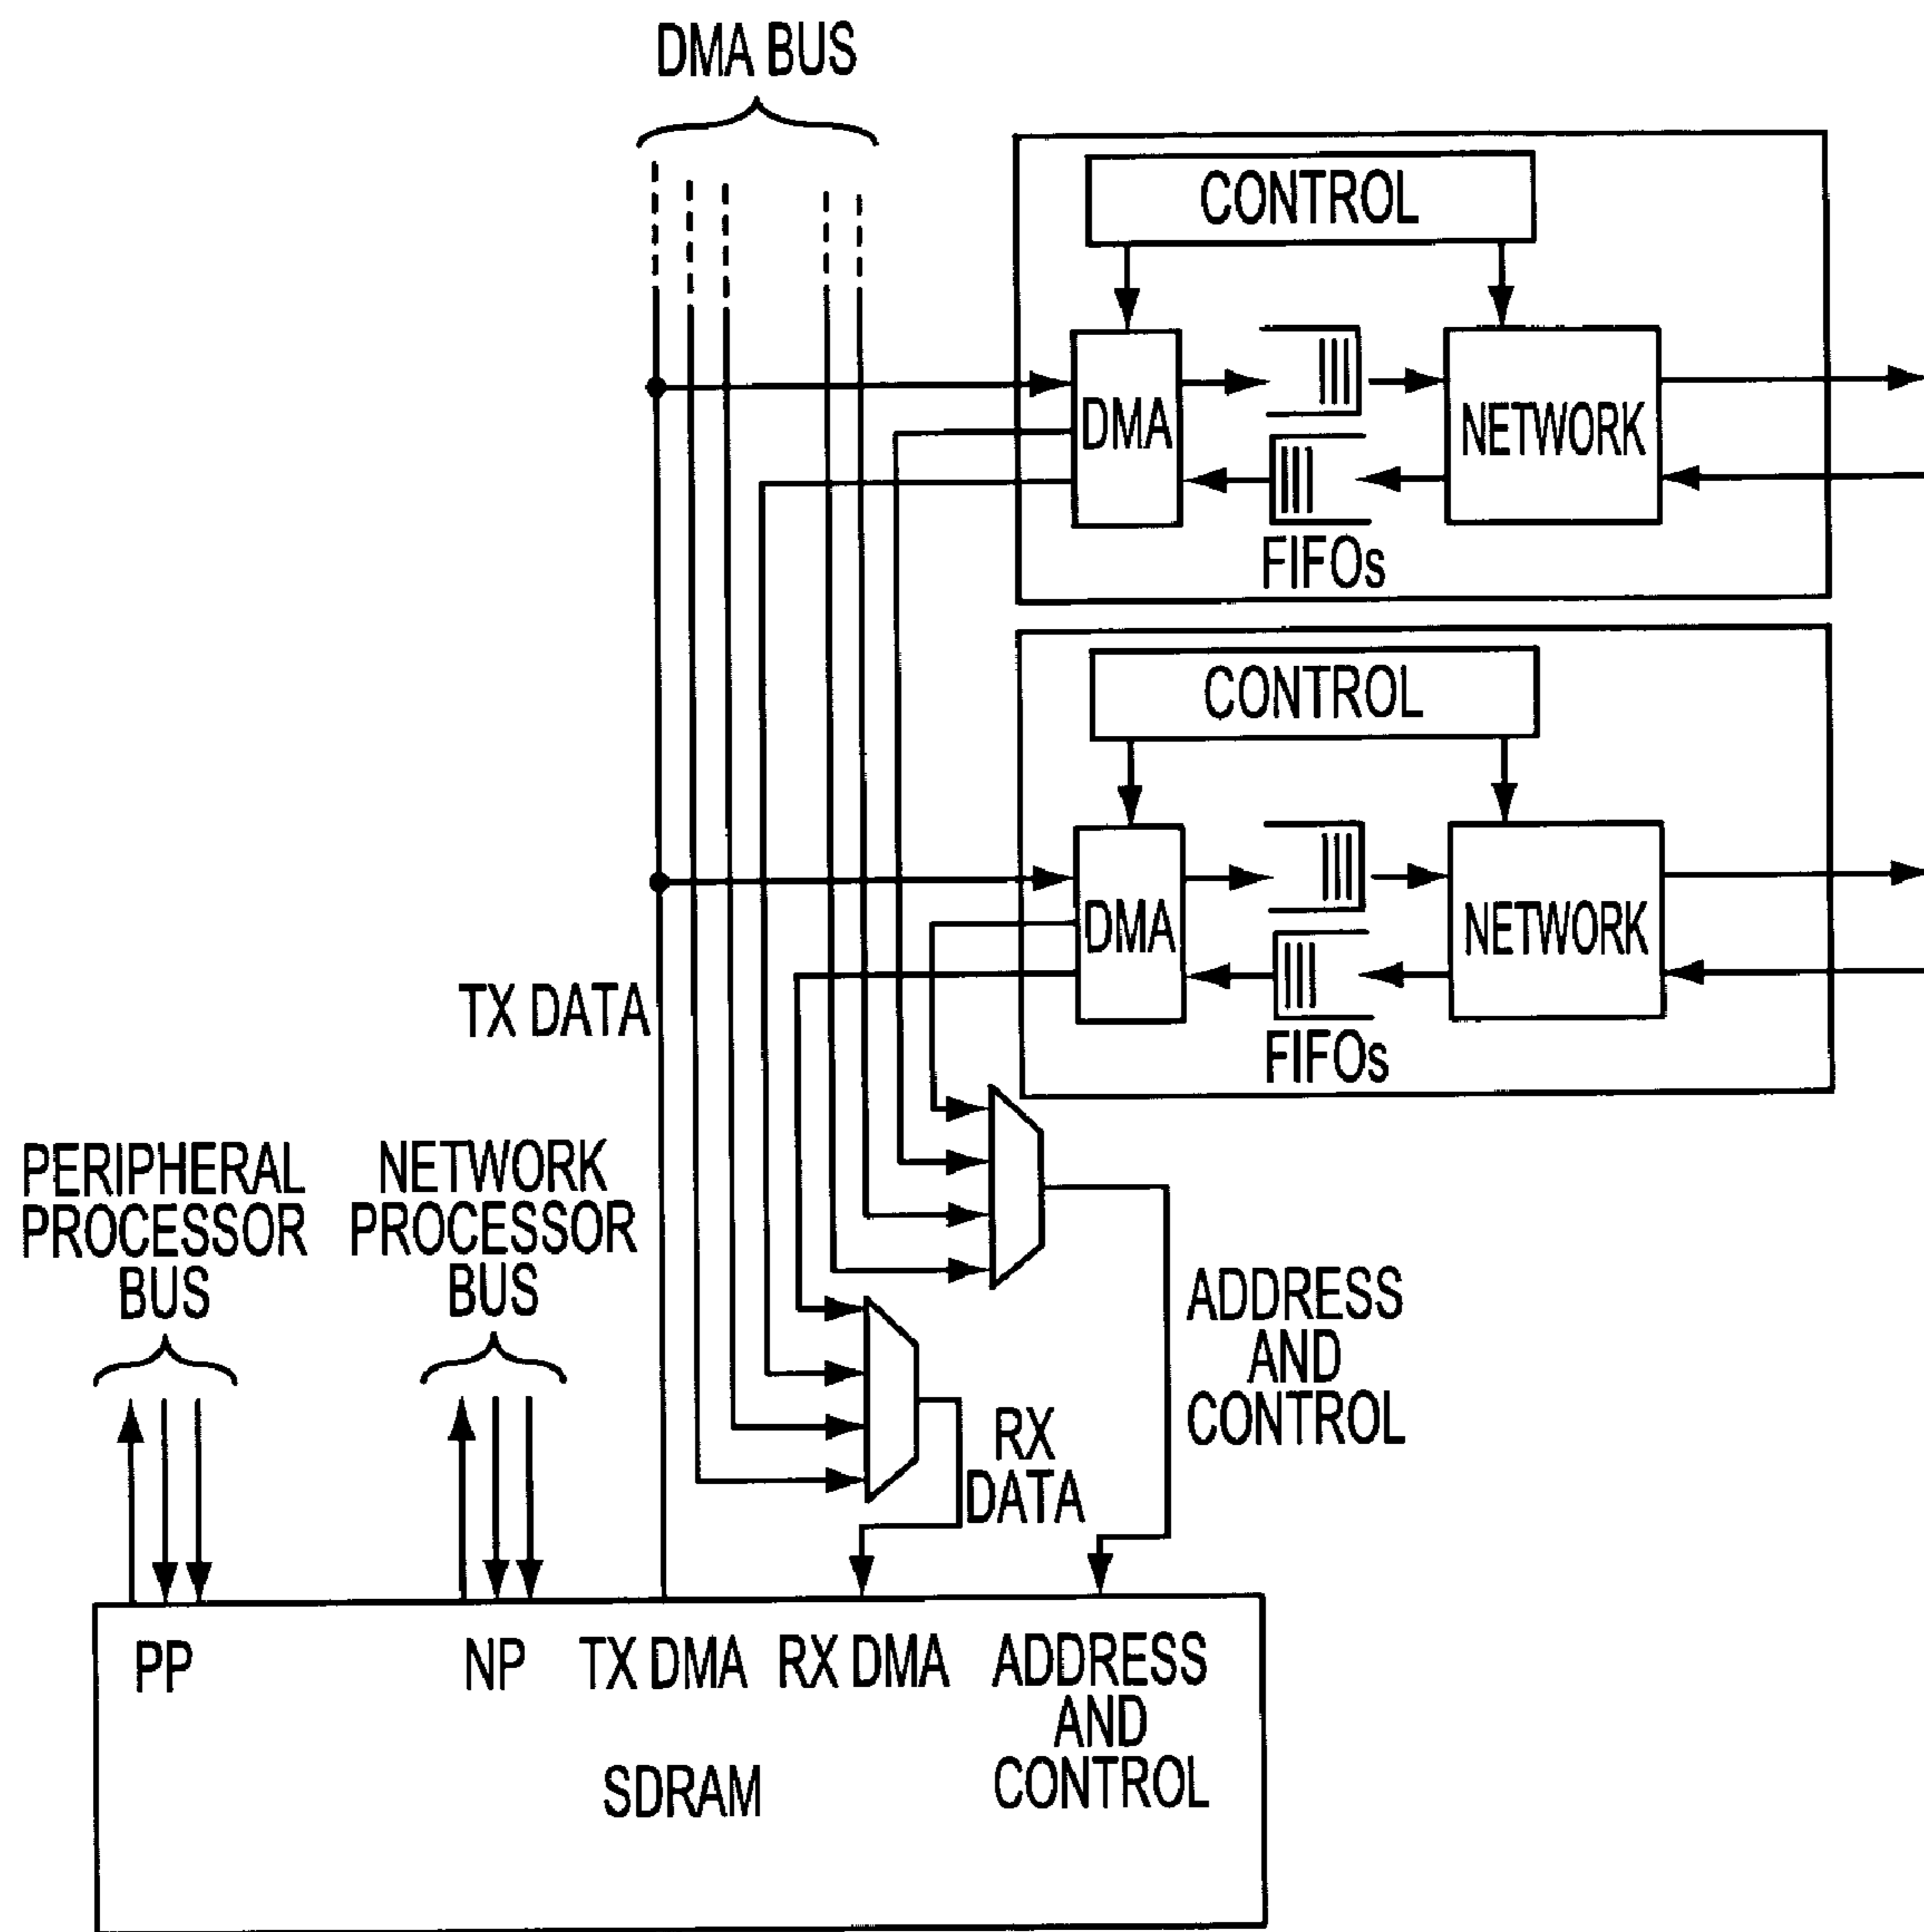 DMA BUS
CONTROL
DMA
NETWORK
FIFOs
CONTROL
DMA
NETWORK
FIFOs
TX DATA
PERIPHERAL
PROCESSOR
BUS
NETWORK
PROCESSOR
BUS
ADDRESS
AND
CONTROL
RX
DATA
PP
NP
TX DMA
RX DMA
ADDRESS
AND
CONTROL
SDRAM